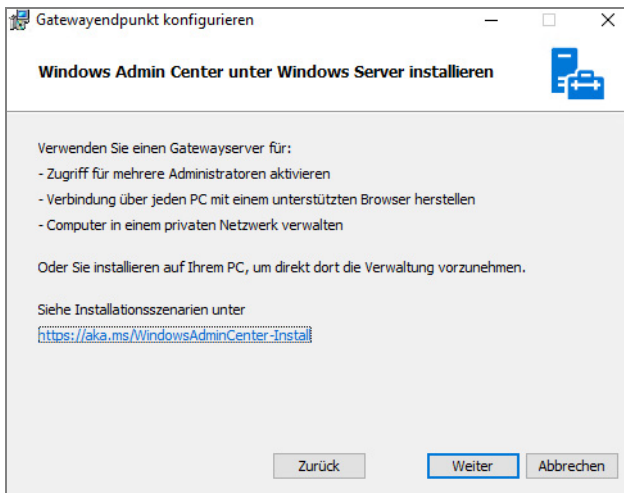 Gatewayendpunkt konfigurieren
Windows Admin Center unter Windows Server installieren
Verwenden Sie einen Gatewayserver für:
- Zugriff für mehrere Administratoren aktivieren
- Verbindung über jeden PC mit einem unterstützten Browser herstellen
- Computer in einem privaten Netzwerk verwalten
Oder Sie installieren auf Ihrem PC, um direkt dort die Verwaltung vorzunehmen.
Siehe Installationsszenarien unter
https://aka.ms/WindowsAdminCenter-Install
Zurück Weiter Abbrechen